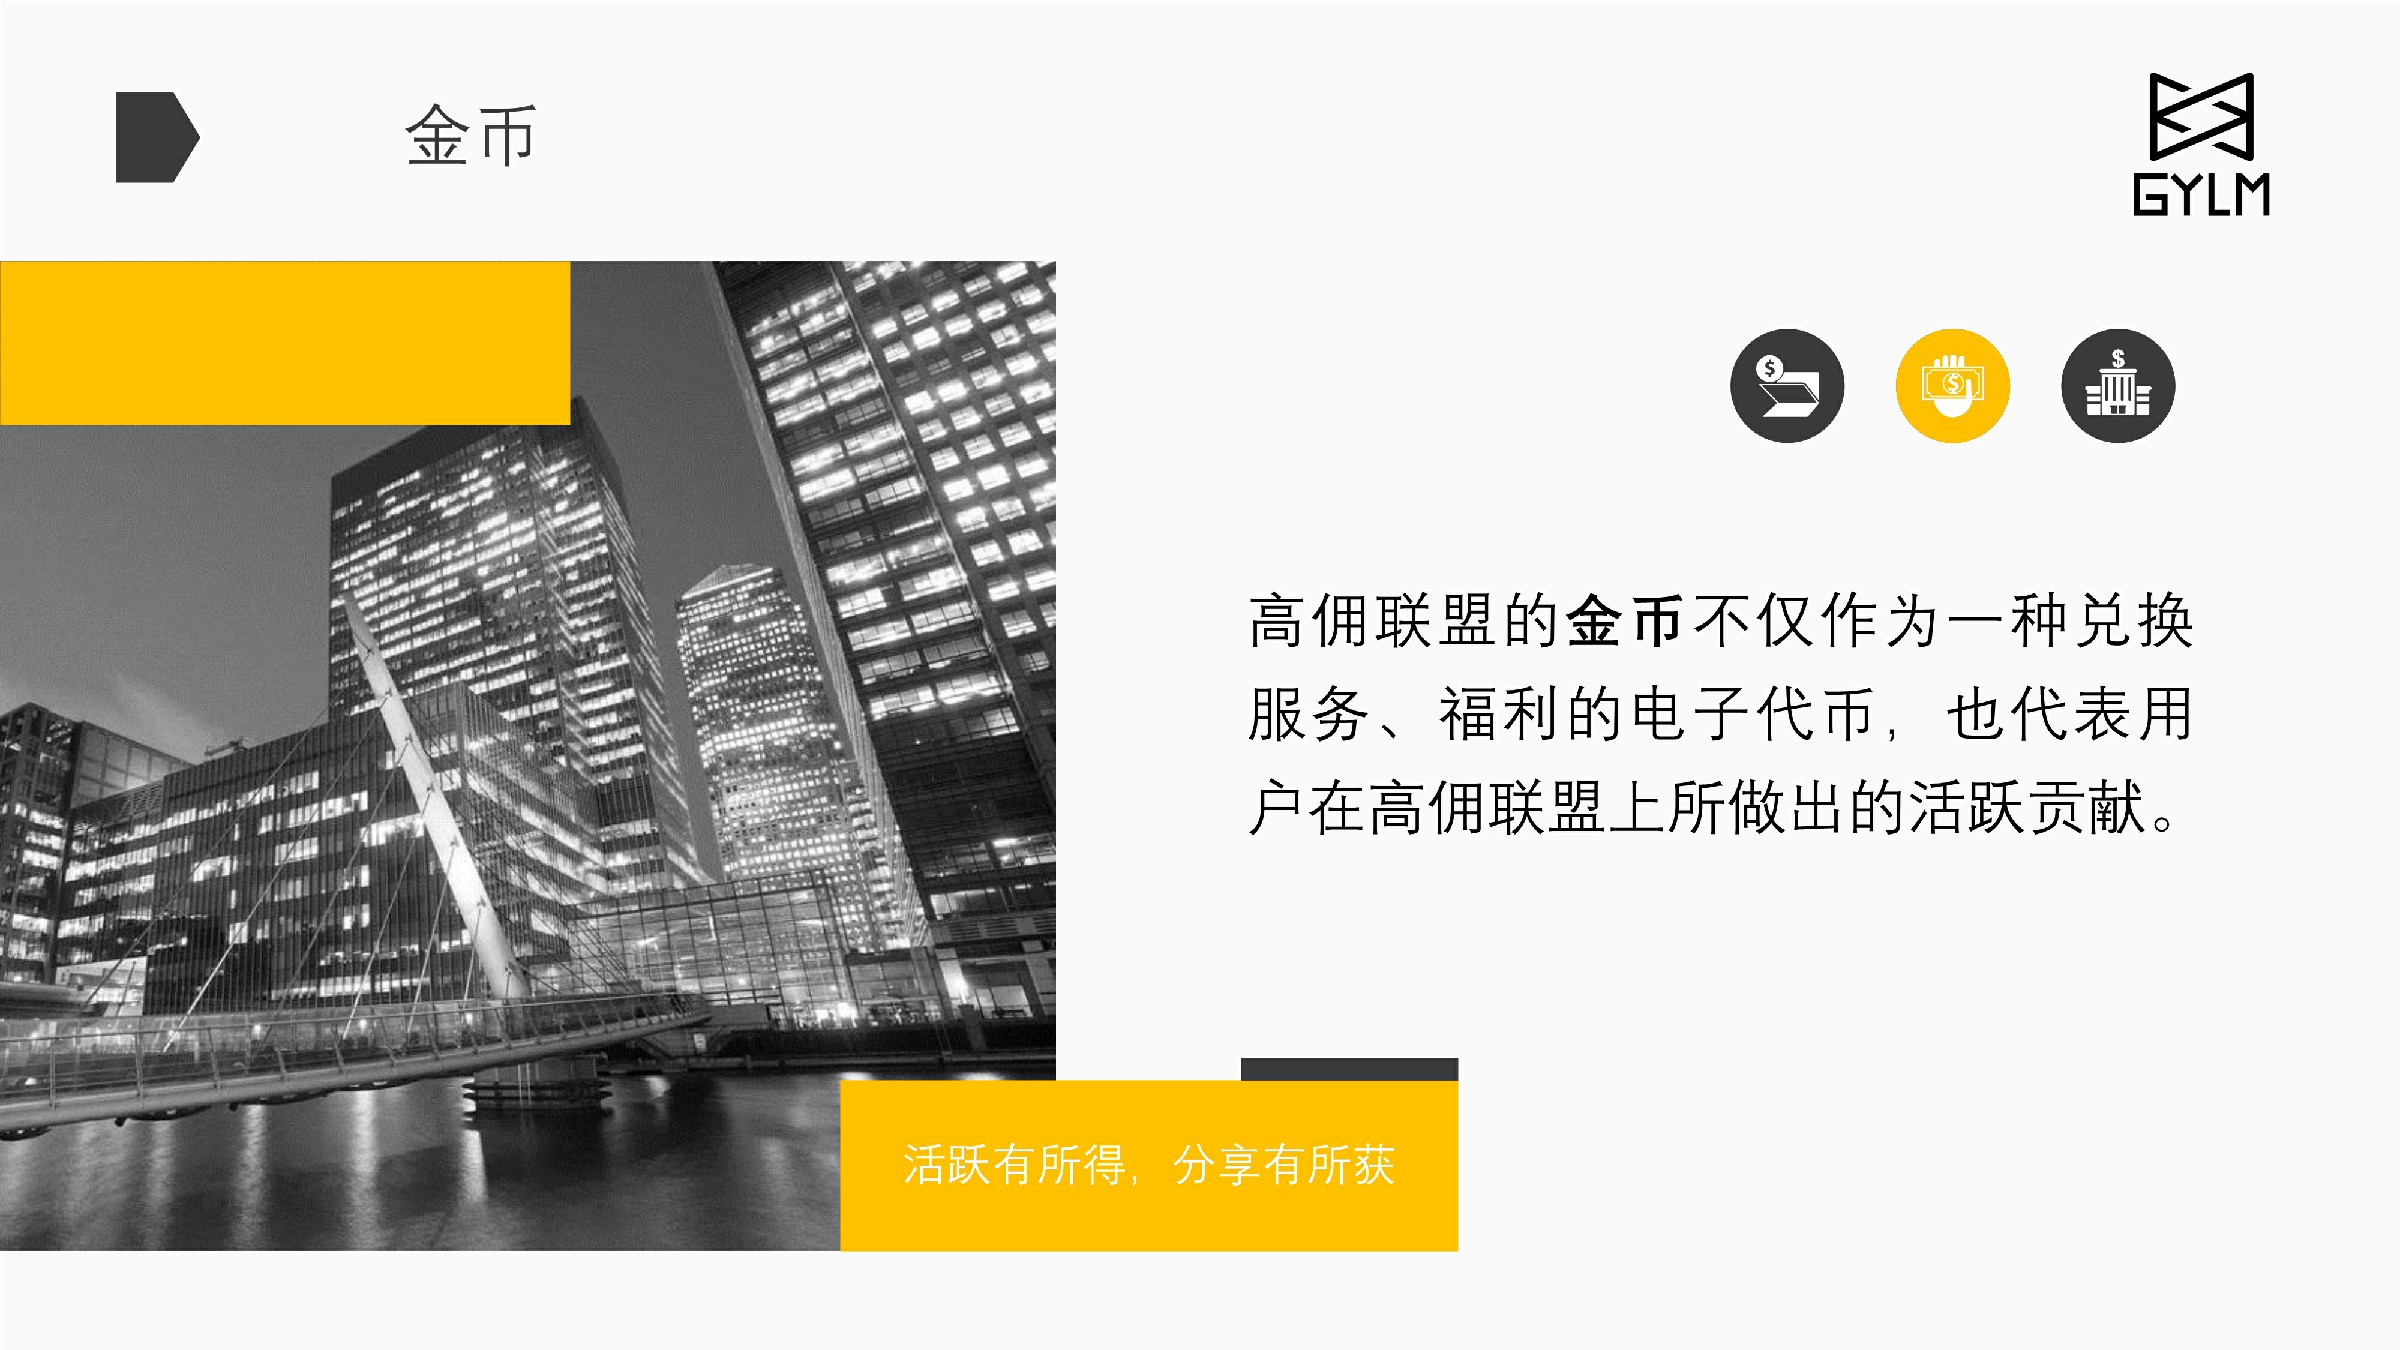 金币
GYLM
高佣联盟的金币不仅作为一种兑换
服务、福利的电子代币，也代表用
户在高佣联盟上所做出的活跃贡献。
活跃有所得，分享有所获